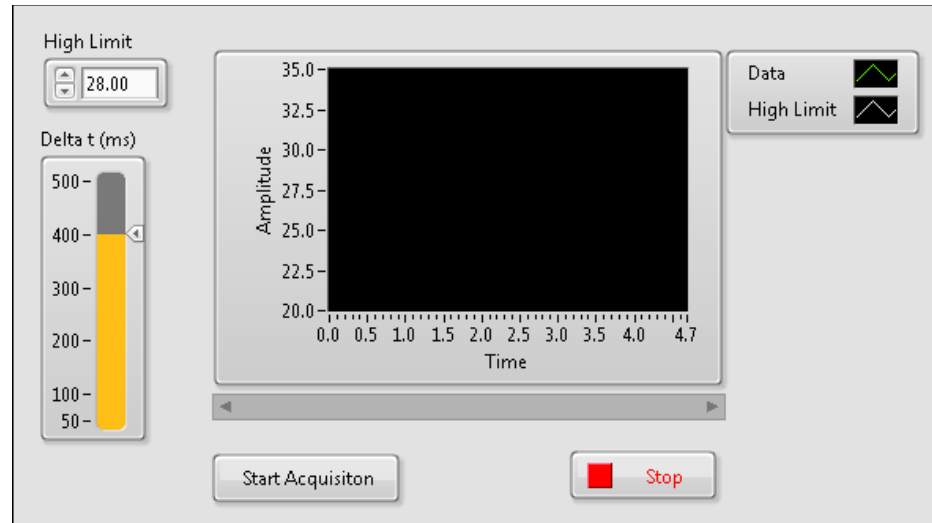 High Limit
28.00
Delta t (ms)
500
400
300
200
100
50
35.0
32.5
30.0
27.5
25.0
22.5
20.0
Amplitude
0.0 0.5 1.0 1.5 2.0 2.5 3.0 3.5 4.0 4.7
Time
Data
High Limit
Start Acquisiton
Stop